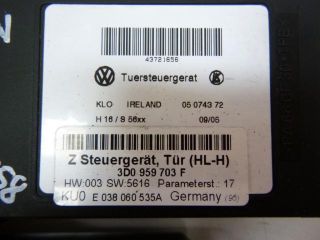 43721656
Tuersteuergerat
KLO IRELAND 05 0743 72
H 16 / S 56xx 09/05
Z Steuergerät, Tür (HL-H)
3D0 959 703 F
HW:003 SW:5616 Parameterst.: 17
KU0 E 038 060 535A Germany (95)